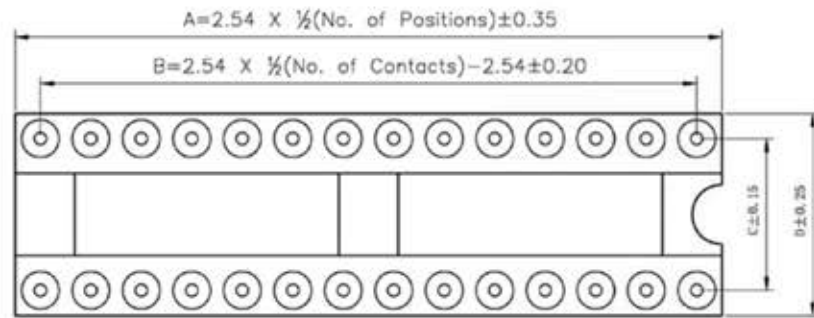 A=2.54 X ½(No. of Positions)±0.35
B=2.54 X ½(No. of Contacts)−2.54±0.20
C±0.15
D±0.25